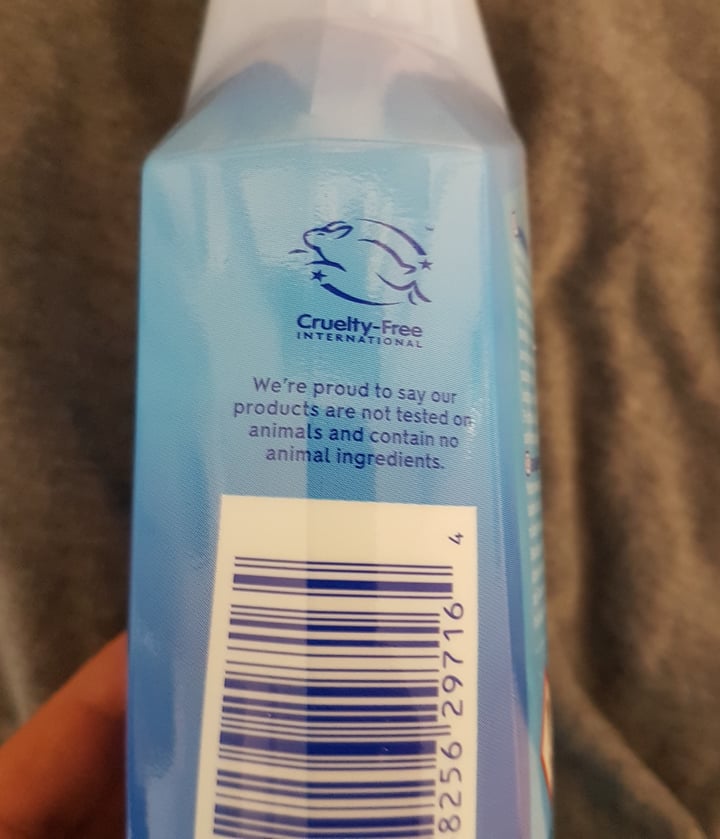 Cruelty-Free
INTERNATIONAL
We're proud to say our
products are not tested on
animals and contain no
animal ingredients.
8256 29716 4